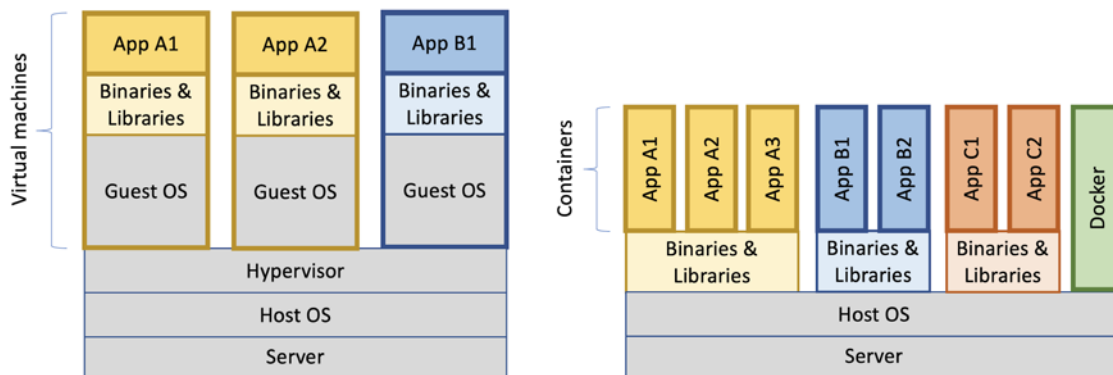 Virtual machines
App A1
App A2
App B1
Binaries &
Libraries
Binaries &
Libraries
Binaries &
Libraries
Guest OS
Guest OS
Guest OS
Hypervisor
Host OS
Server
Containers
App A1
App A2
App A3
App B1
App B2
App C1
App C2
Docker
Binaries &
Libraries
Binaries &
Libraries
Binaries &
Libraries
Host OS
Server